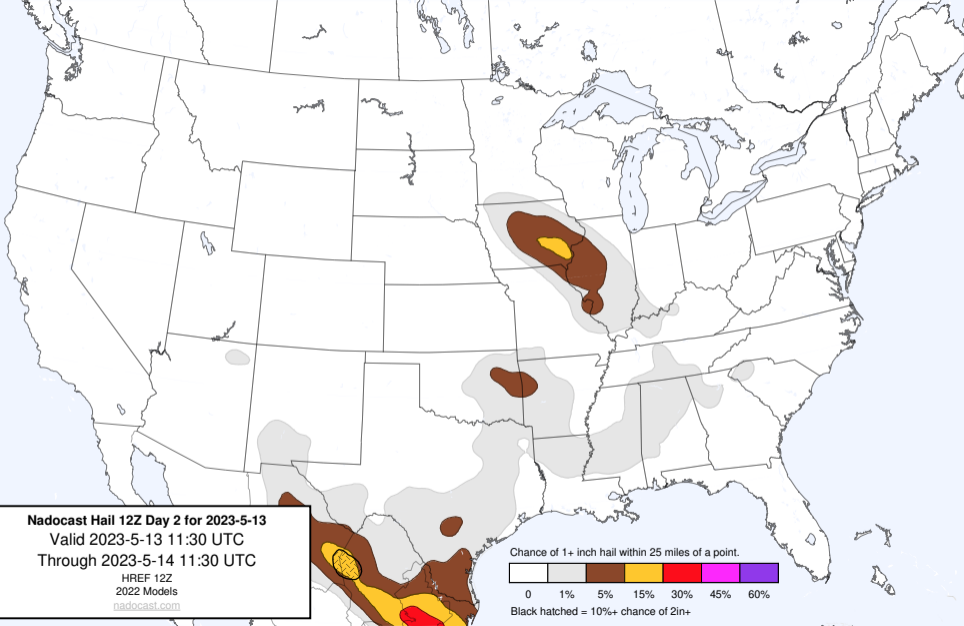 Nadocast Hail 12Z Day 2 for 2023-5-13
Valid 2023-5-13 11:30 UTC
Through 2023-5-14 11:30 UTC
HREF 12Z
2022 Models
nadocast.com
Chance of 1+ inch hail within 25 miles of a point.
0 1% 5% 15% 30% 45% 60%
Black hatched = 10%+ chance of 2in+